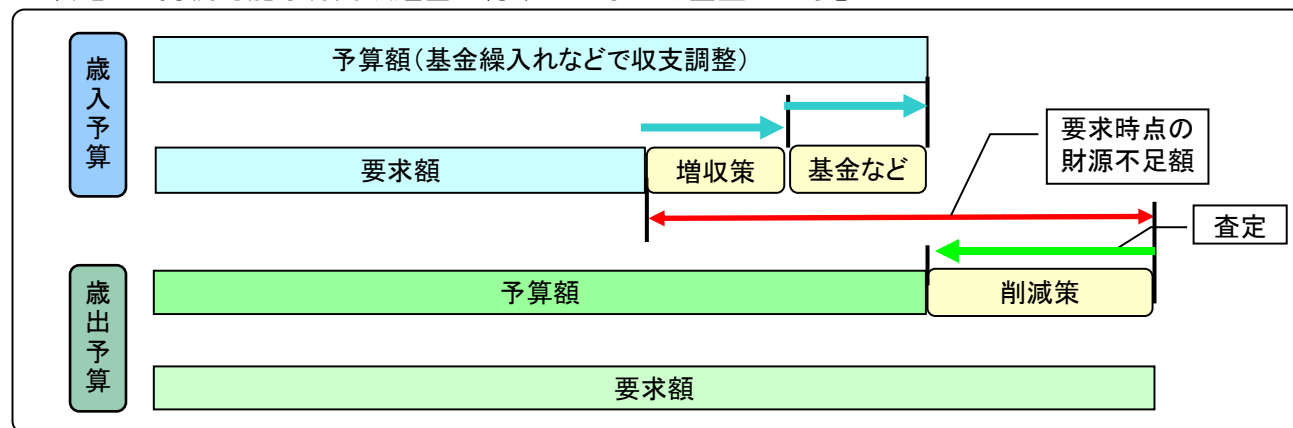 歳入予算
予算額（基金繰入れなどで収支調整）
要求額
増収策
基金など
要求時点の
財源不足額
査定
歳出予算
予算額
削減策
要求額